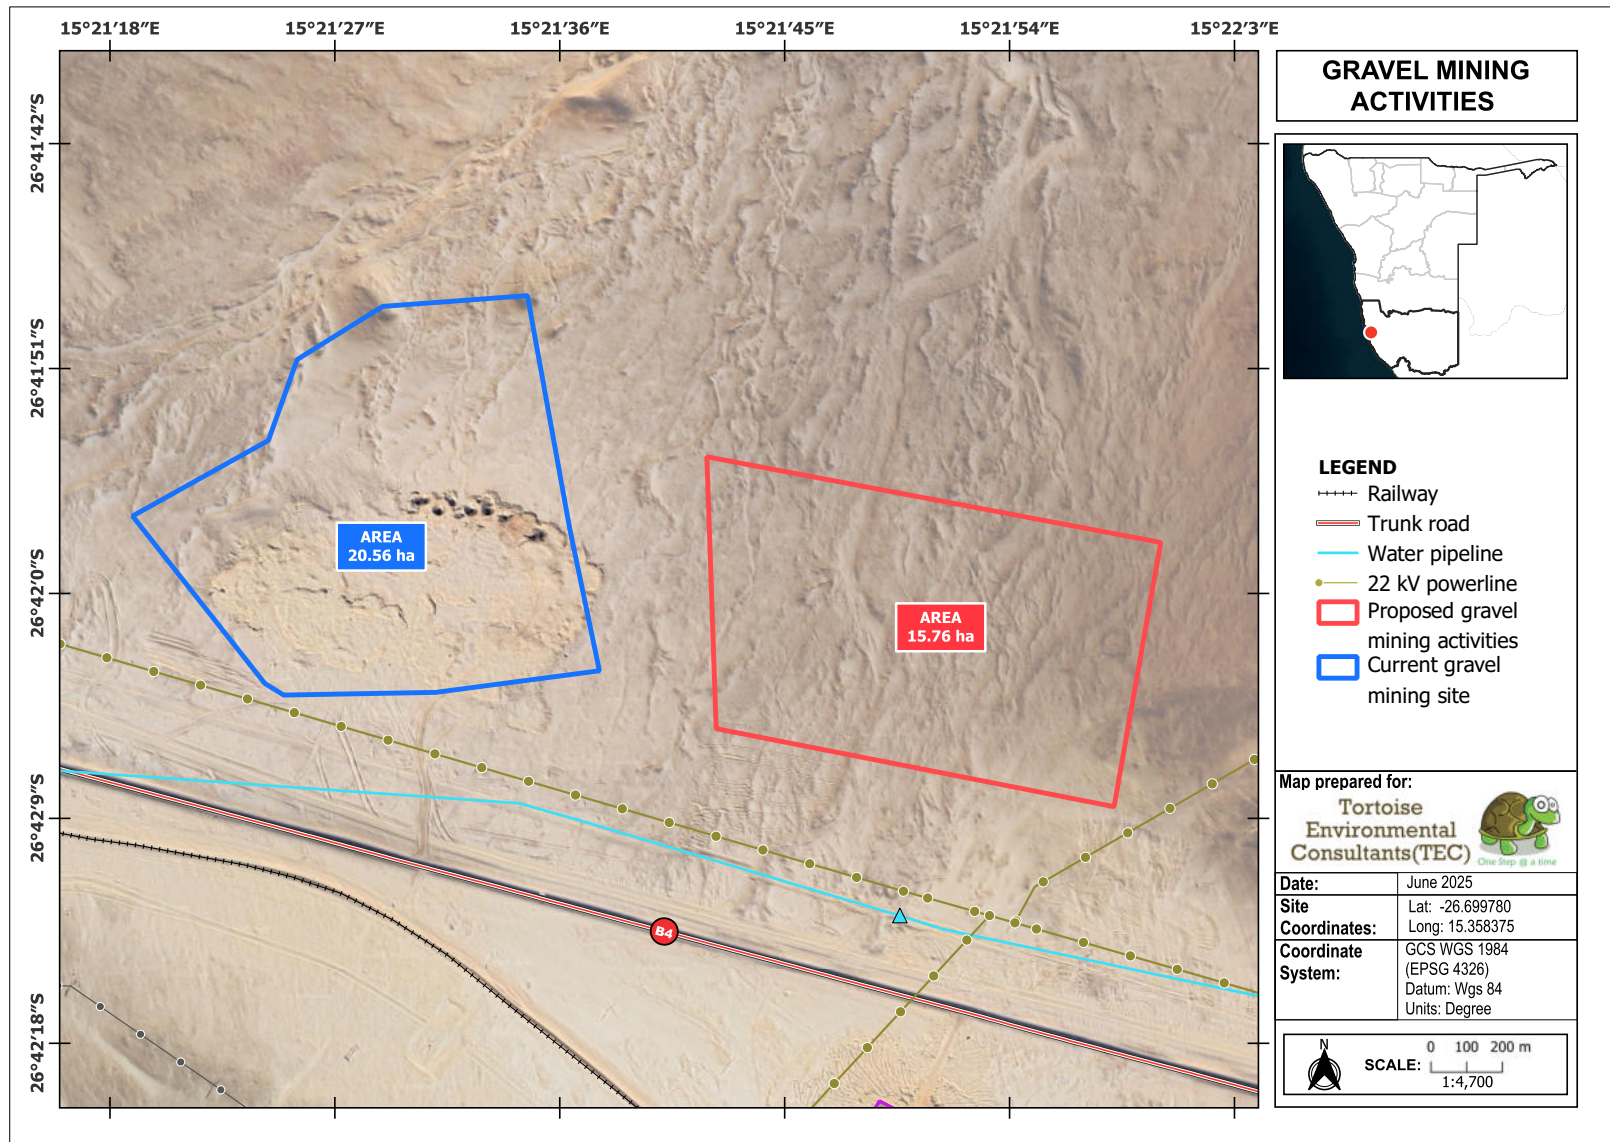 15°21′18″E
15°21′27″E
15°21′36″E
15°21′45″E
15°21′54″E
15°22′3″E
26°41′42″S
26°41′51″S
26°42′0″S
26°42′9″S
26°42′18″S
AREA
20.56 ha
AREA
15.76 ha
B4
GRAVEL MINING
ACTIVITIES
LEGEND
Railway
Trunk road
Water pipeline
22 kV powerline
Proposed gravel
mining activities
Current gravel
mining site
Map prepared for:
Tortoise
Environmental
Consultants(TEC)
One Step @ a time
Date: June 2025
Site Lat: -26.699780
Coordinates: Long: 15.358375
Coordinate GCS WGS 1984
System: (EPSG 4326)
Datum: Wgs 84
Units: Degree
N
SCALE: 0 100 200 m
1:4,700